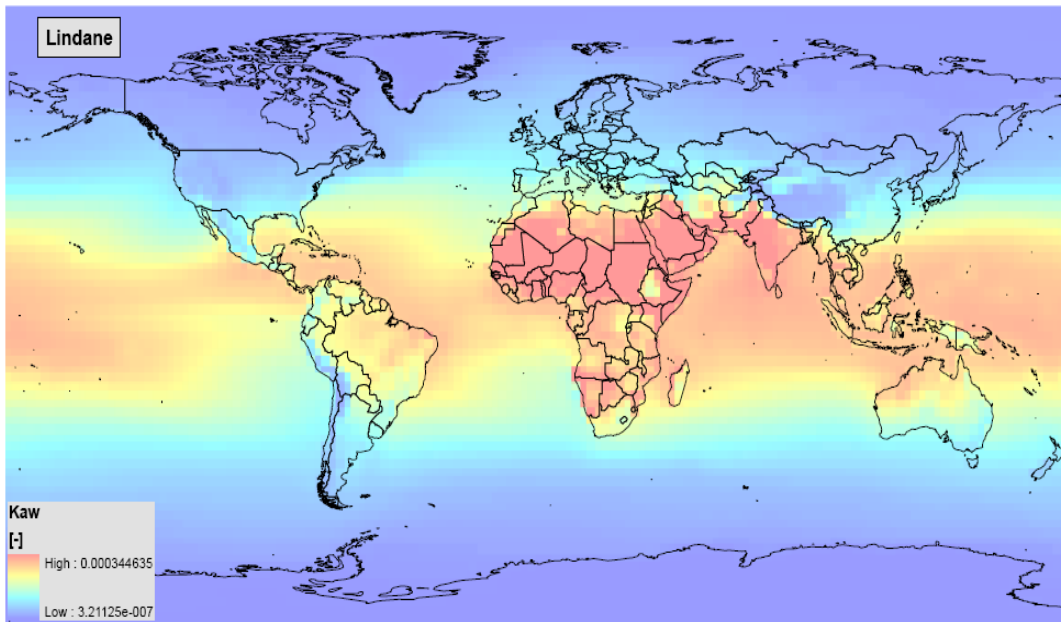 Lindane
Kaw
[-]
High : 0.000344635
Low : 3.21125e-007